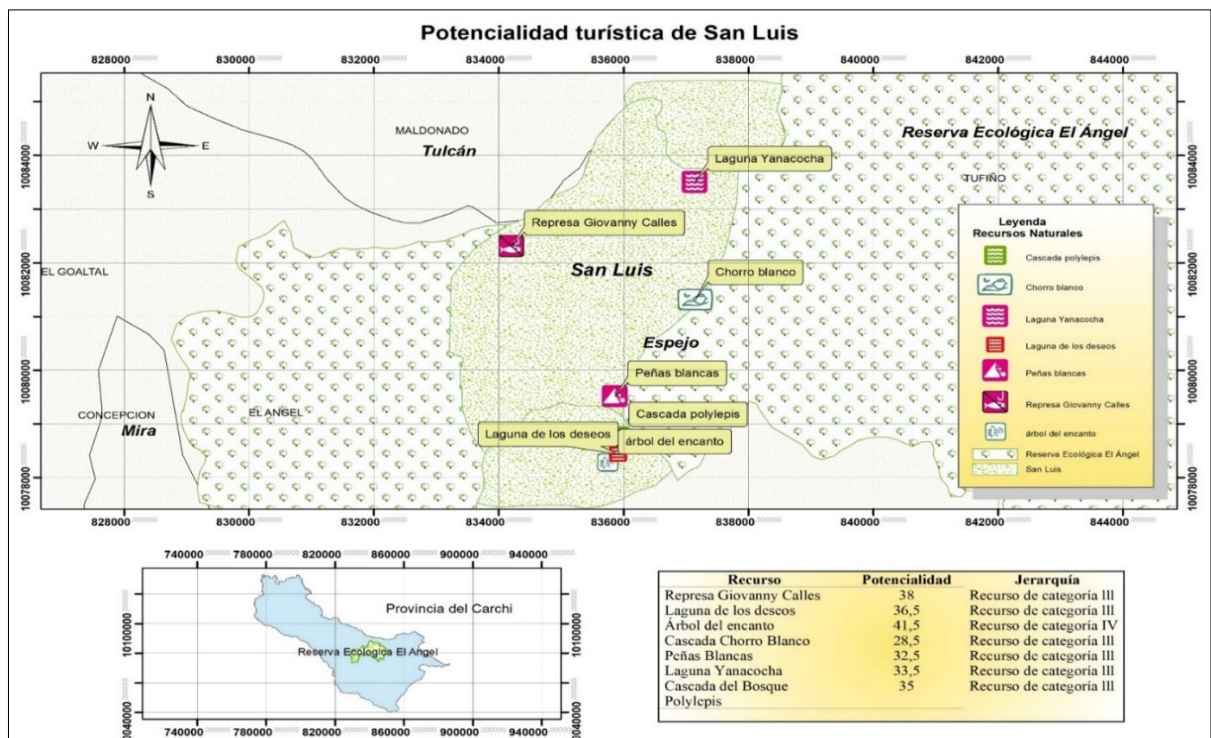 Potencialidad turística de San Luis
828000 830000 832000 834000 836000 838000 840000 842000 844000
N
W E
S
MALDONADO
Tulcán
Reserva Ecológica El Ángel
10084000 10084000
Laguna Yanacocha
TUFIÑO
Represa Giovanny Calles
EL GOALTAL
San Luis
Chorro blanco
10082000 10082000
Espejo
Peñas blancas
10080000 10080000
CONCEPCION
Mira
EL ANGEL
Cascada polylepis
Laguna de los deseos
árbol del encanto
10078000 10078000
Leyenda
Recursos Naturales
Cascada polylepis
Chorro blanco
Laguna Yanacocha
Laguna de los deseos
Peñas blancas
Represa Giovanny Calles
árbol del encanto
Reserva Ecológica El Ángel
San Luis
828000 830000 832000 834000 836000 838000 840000 842000 844000
740000 780000 820000 860000 900000 940000
Provincia del Carchi
10100000 10100000
Reserva Ecológica El Angel
10040000 10040000
740000 780000 820000 860000 900000 940000
Recurso Potencialidad Jerarquía
Represa Giovanny Calles 38 Recurso de categoría lll
Laguna de los deseos 36,5 Recurso de categoría lll
Árbol del encanto 41,5 Recurso de categoría IV
Cascada Chorro Blanco 28,5 Recurso de categoría lll
Peñas Blancas 32,5 Recurso de categoría lll
Laguna Yanacocha 33,5 Recurso de categoría lll
Cascada del Bosque 35 Recurso de categoría lll
Polylepis